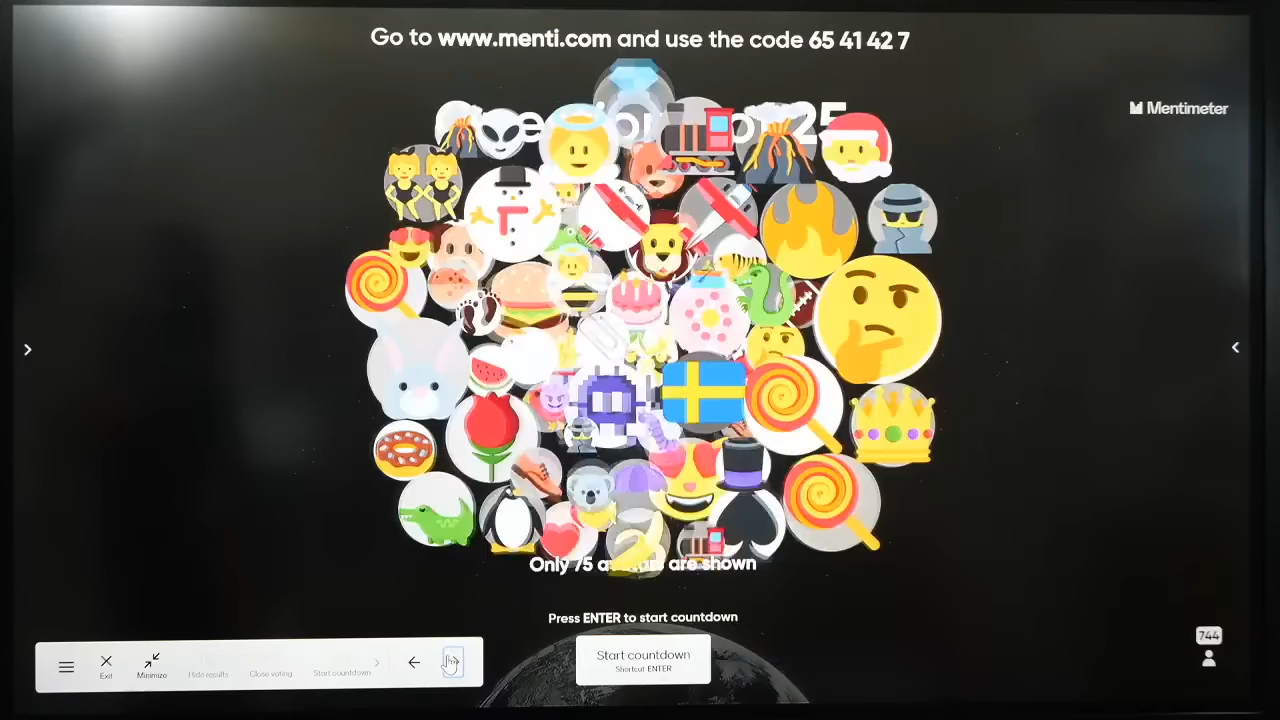 Go to www.menti.com and use the code 65 41 42 7
Mentimeter
25
Only 75 are shown
Press ENTER to start countdown
Start countdown
Shortcut ENTER
Exit
Minimize
Hide results
Close voting
Start countdown
744